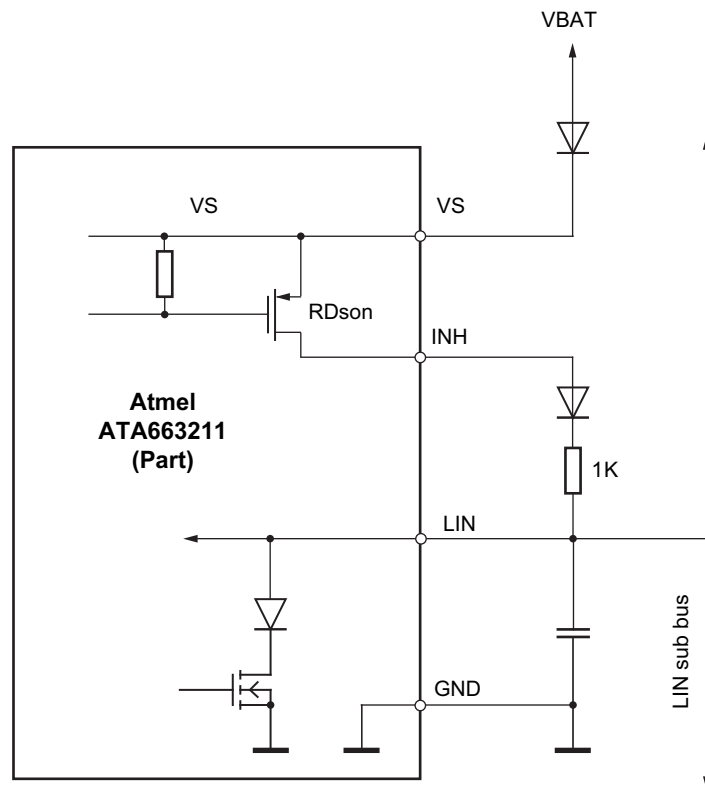 VBAT
VS
VS
RDson
INH
Atmel
ATA663211
(Part)
1K
LIN
LIN sub bus
GND